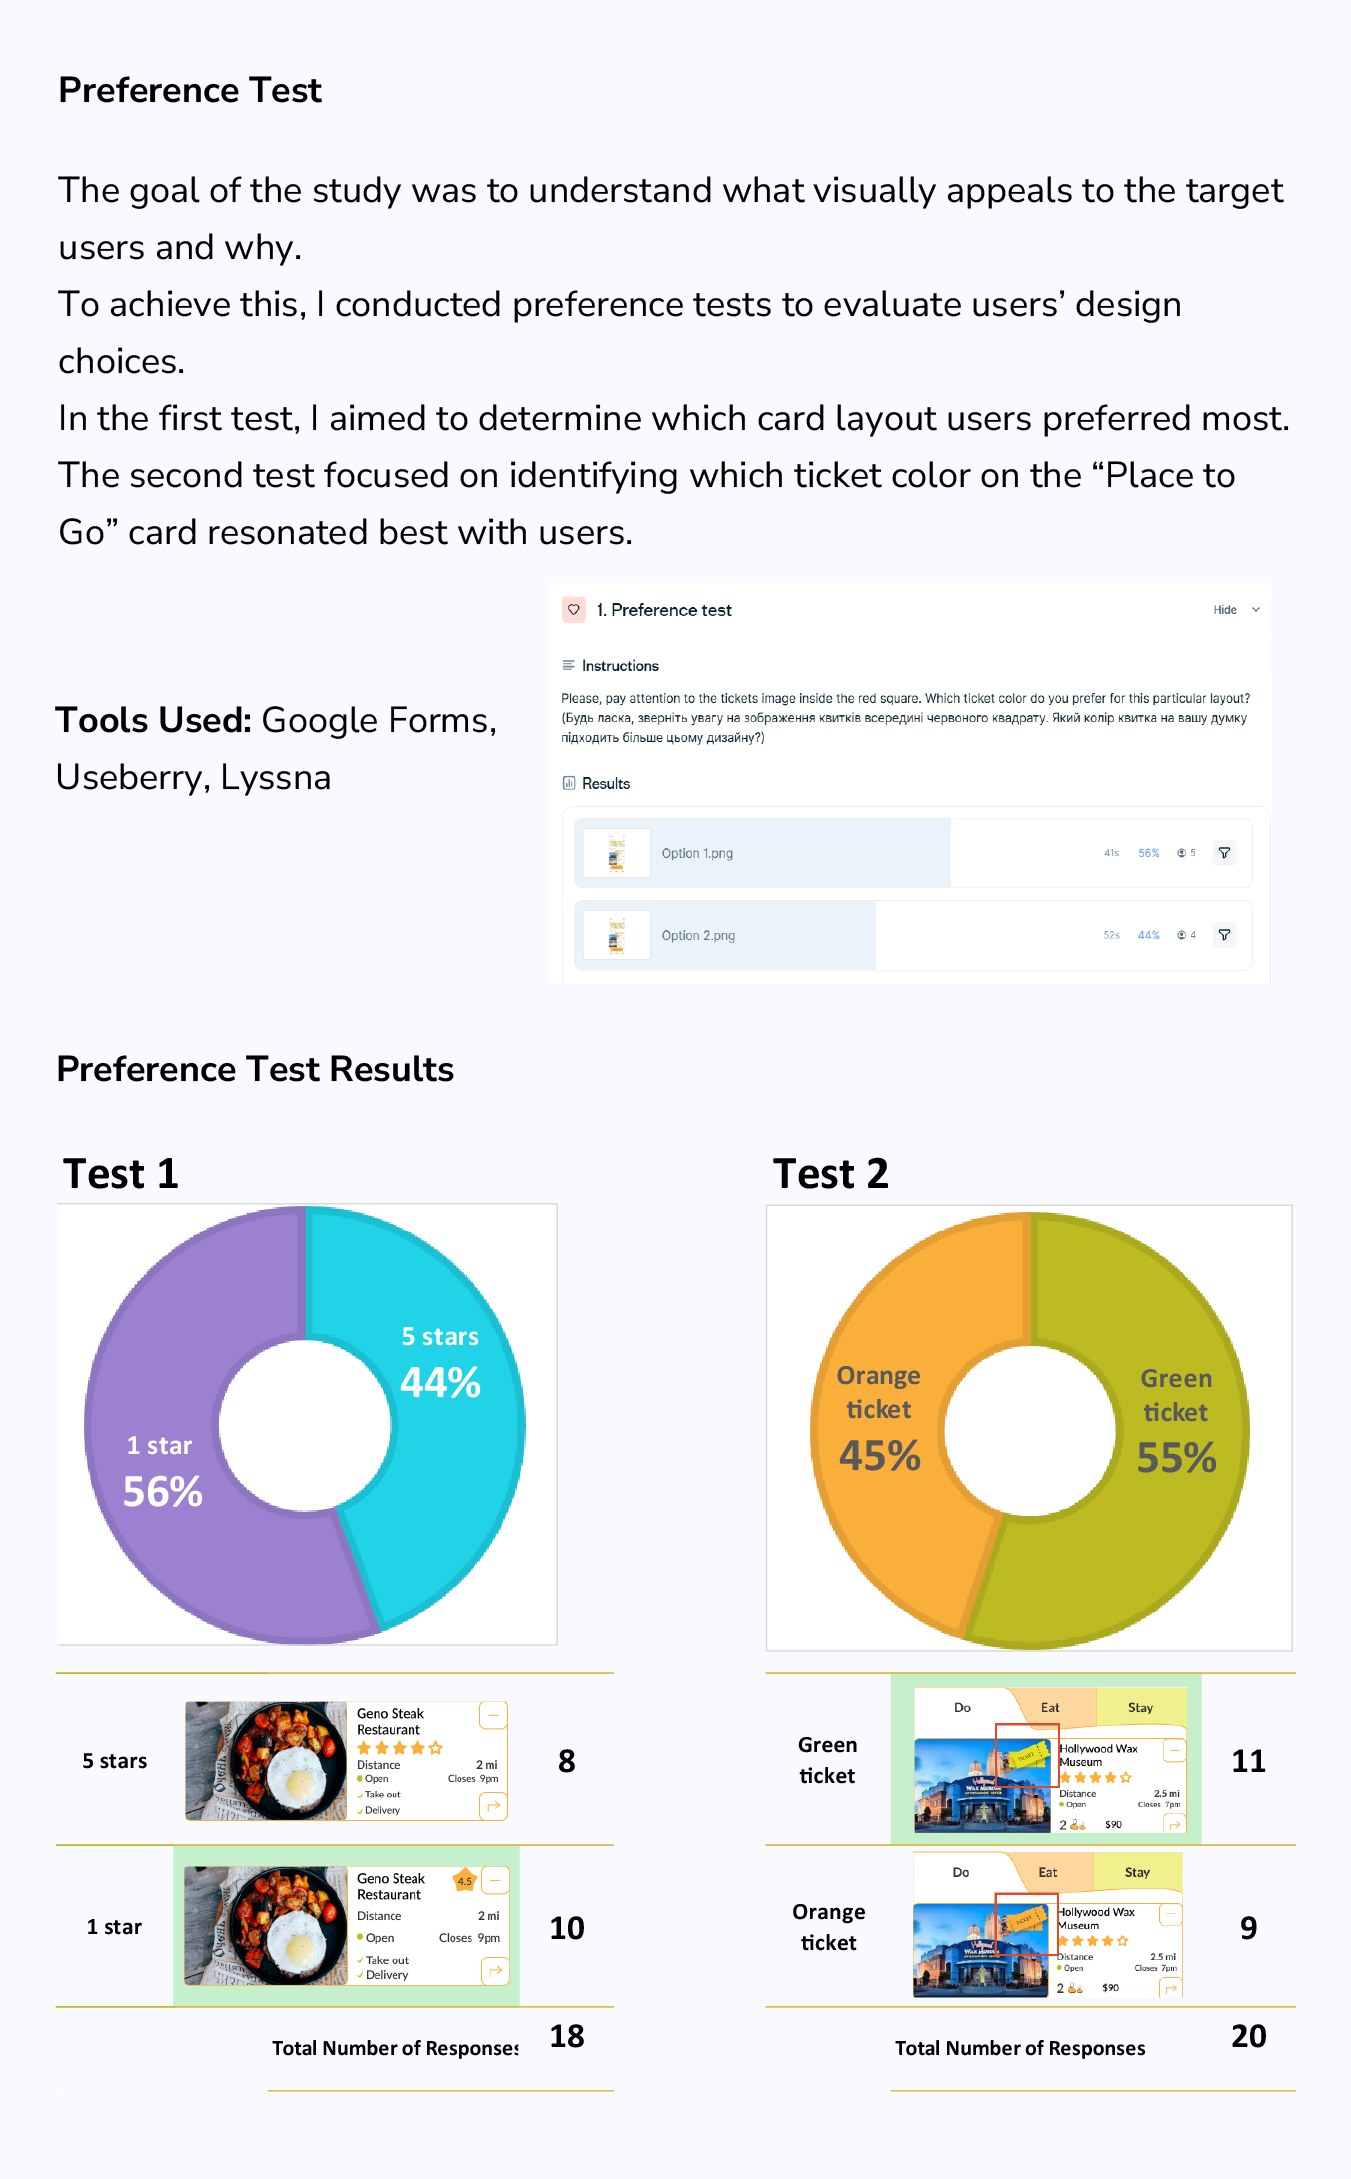 Preference Test
The goal of the study was to understand what visually appeals to the target
users and why.
To achieve this, I conducted preference tests to evaluate users’ design
choices.
In the first test, I aimed to determine which card layout users preferred most.
The second test focused on identifying which ticket color on the “Place to
Go” card resonated best with users.
Tools Used: Google Forms,
Useberry, Lyssna
1. Preference test
Hide
Instructions
Please, pay attention to the tickets image inside the red square. Which ticket color do you prefer for this particular layout?
(Будь ласка, зверніть увагу на зображення квитків всередині червоного квадрату. Який колір квитка на вашу думку
підходить більше цьому дизайну?)
Results
Option 1.png
41s 56% 5
Option 2.png
52s 44% 4
Preference Test Results
Test 1
5 stars
44%
1 star
56%
5 stars
Geno Steak
Restaurant
Distance 2 mi
Open Closes 9pm
Take out
Delivery
8
1 star
Geno Steak
Restaurant
4.5
Distance 2 mi
Open Closes 9pm
Take out
Delivery
10
Total Number of Responses
18
Test 2
Orange
ticket
45%
Green
ticket
55%
Green
ticket
Do Eat Stay
TICKET
Hollywood Wax
Museum
Distance 2.5 mi
Open Closes 7pm
2 $90
11
Orange
ticket
Do Eat Stay
TICKET
Hollywood Wax
Museum
Distance 2.5 mi
Open Closes 7pm
2 $90
9
Total Number of Responses
20